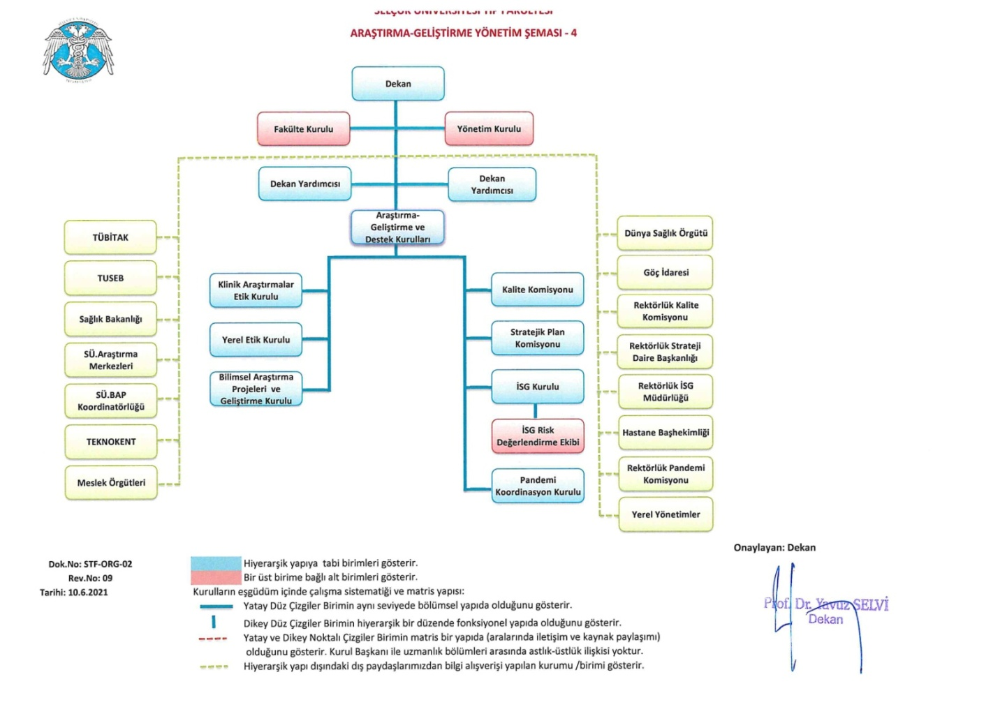 SELÇUK ÜNİVERSİTESİ TIP FAKÜLTESİ
ARAŞTIRMA-GELİŞTİRME YÖNETİM ŞEMASI - 4
Dekan
Fakülte Kurulu
Yönetim Kurulu
Dekan Yardımcısı
Dekan
Yardımcısı
Araştırma-
Geliştirme ve
Destek Kurulları
TÜBİTAK
TUSEB
Sağlık Bakanlığı
SÜ.Araştırma
Merkezleri
SÜ.BAP
Koordinatörlüğü
TEKNOKENT
Meslek Örgütleri
Klinik Araştırmalar
Etik Kurulu
Yerel Etik Kurulu
Bilimsel Araştırma
Projeleri ve
Geliştirme Kurulu
Kalite Komisyonu
Stratejik Plan
Komisyonu
İSG Kurulu
İSG Risk
Değerlendirme Ekibi
Pandemi
Koordinasyon Kurulu
Dünya Sağlık Örgütü
Göç İdaresi
Rektörlük Kalite
Komisyonu
Rektörlük Strateji
Daire Başkanlığı
Rektörlük İSG
Müdürlüğü
Hastane Başhekimliği
Rektörlük Pandemi
Komisyonu
Yerel Yönetimler
Dok.No: STF-ORG-02
Rev.No: 09
Tarihi: 10.6.2021
Hiyerarşik yapıya tabi birimleri gösterir.
Bir üst birime bağlı alt birimleri gösterir.
Kurulların eşgüdüm içinde çalışma sistematiği ve matris yapısı:
Yatay Düz Çizgiler Birimin aynı seviyede bölümsel yapıda olduğunu gösterir.
Dikey Düz Çizgiler Birimin hiyerarşik bir düzende fonksiyonel yapıda olduğunu gösterir.
Yatay ve Dikey Noktalı Çizgiler Birimin matris bir yapıda (aralarında iletişim ve kaynak paylaşımı)
olduğunu gösterir. Kurul Başkanı ile uzmanlık bölümleri arasında astlık-üstlük ilişkisi yoktur.
Hiyerarşik yapı dışındaki dış paydaşlarımızdan bilgi alışverişi yapılan kurumu /birimi gösterir.
Onaylayan: Dekan
Prof. Dr. Yavuz SELVİ
Dekan